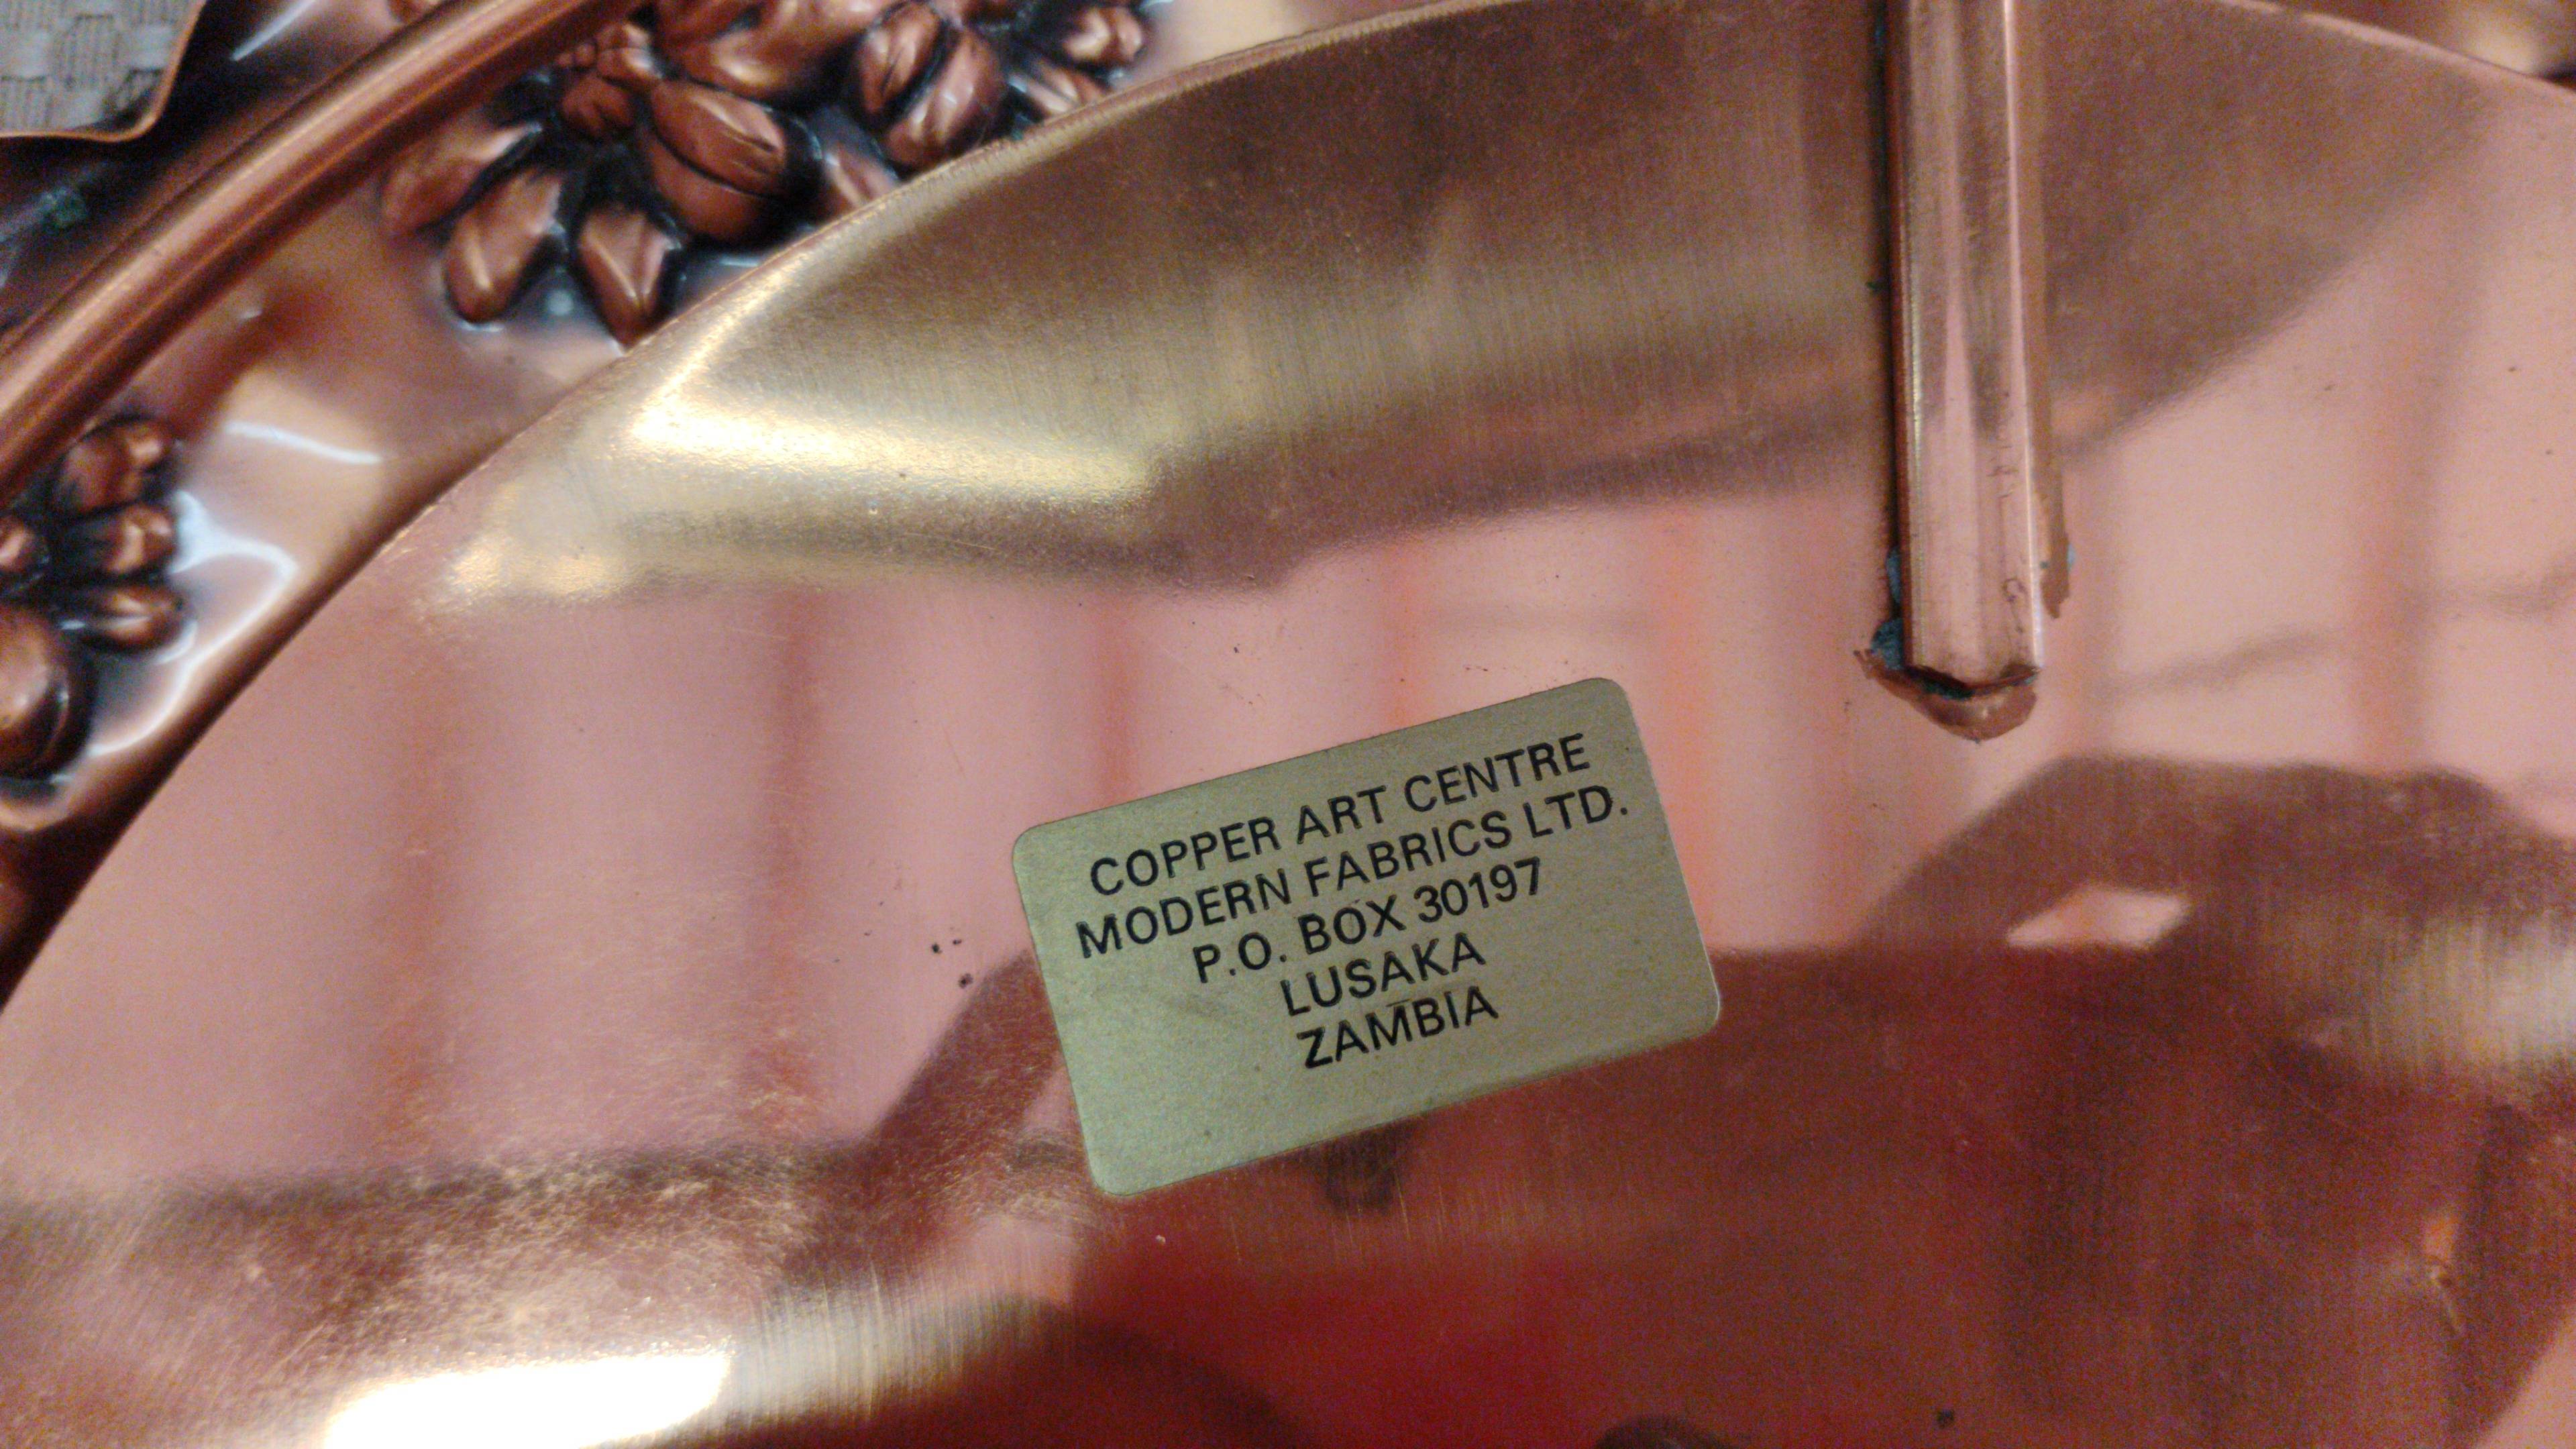 COPPER ART CENTRE
MODERN FABRICS LTD.
P.O. BOX 30197
LUSAKA
ZAMBIA